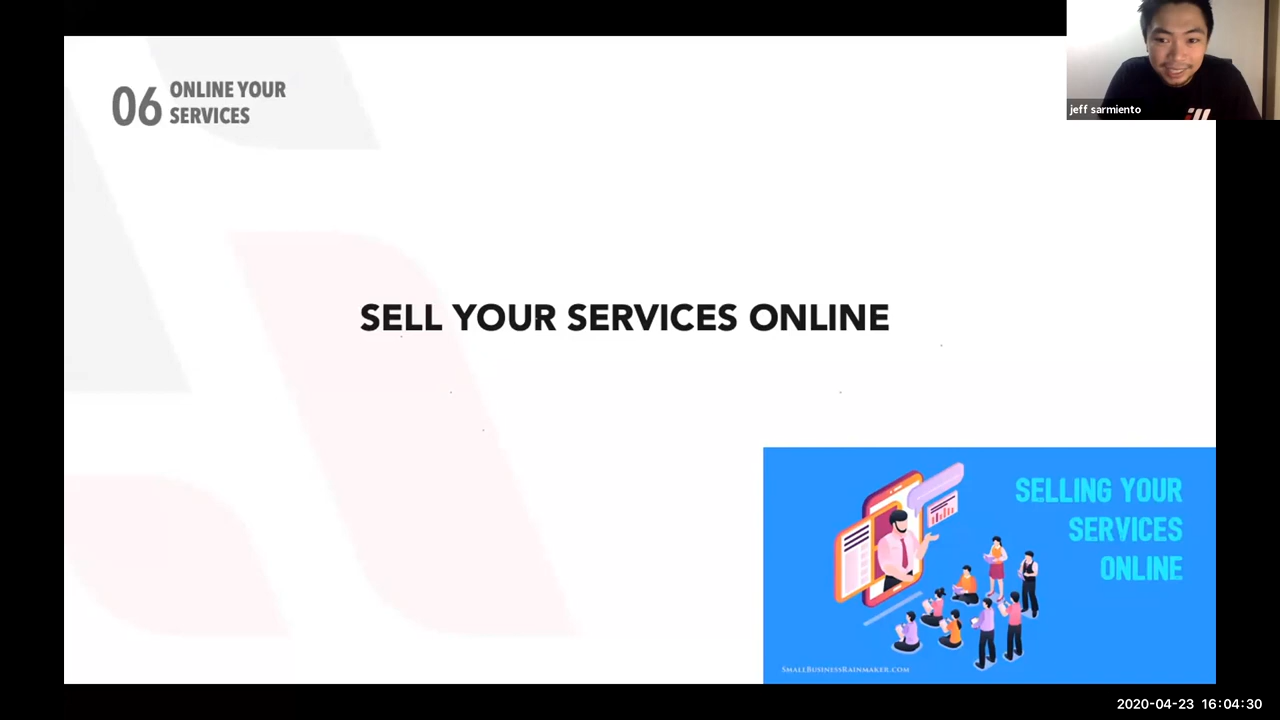 06 ONLINE YOUR
SERVICES
jeff sarmiento
SELL YOUR SERVICES ONLINE
SELLING YOUR
SERVICES
ONLINE
SMALLBUSINESSRAINMAKER.COM
2020-04-23 16:04:30